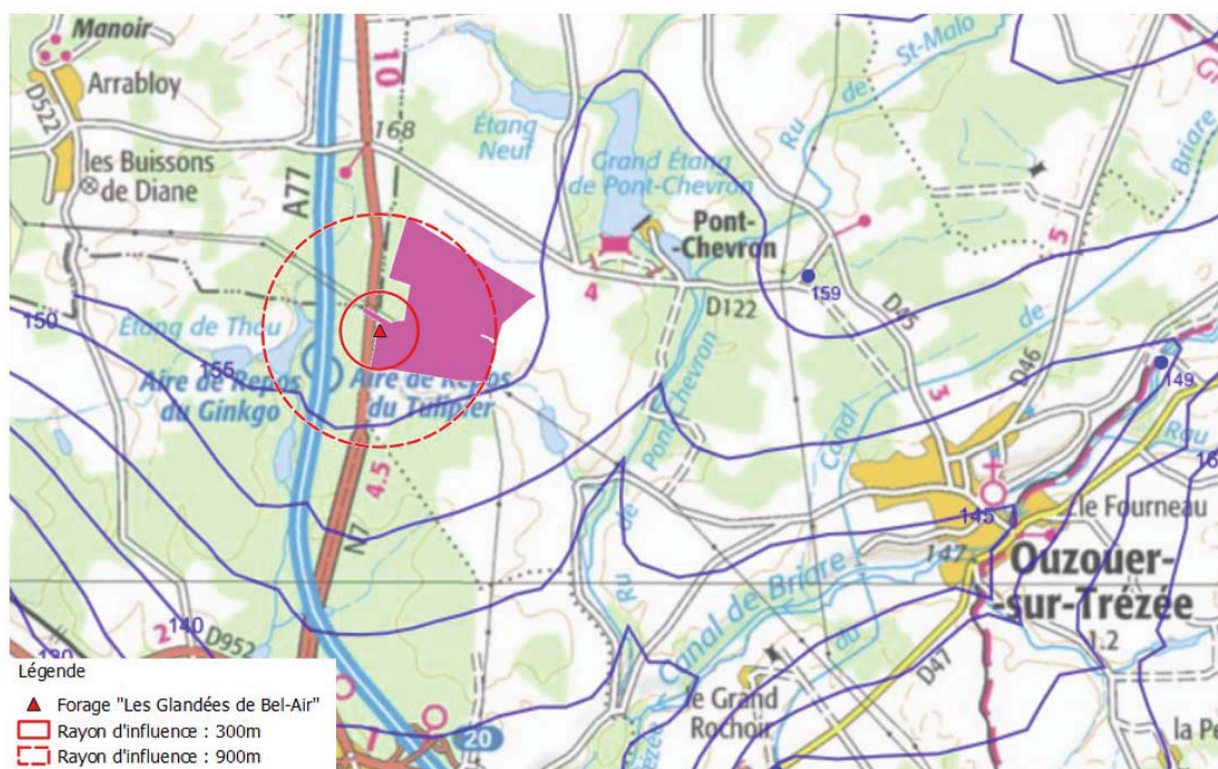 Manoir
Arrabloy
D522
les Buissons
de Diane
A77
10
168
Étang
Neuf
Grand Étang
de Pont-Chevron
Ru
de
St-Malo
Briare
de
Canal
Pont-
-Chevron
4
D122
159
D45
D46
5
3
149
Rau
150
155
Étang de Thou
Aire de Repos
du Ginkgo
Aire de Repos
du Tulipier
4.5
N7
Ru
de
Pont-Chevron
145
le Fourneau
147
Ouzouer-
-sur-Trézée
1.2
Canal de Briare
du
D47
le Grand
Rochoir
20
140
D952
2
130
Légende
Forage "Les Glandées de Bel-Air"
Rayon d'influence : 300m
Rayon d'influence : 900m